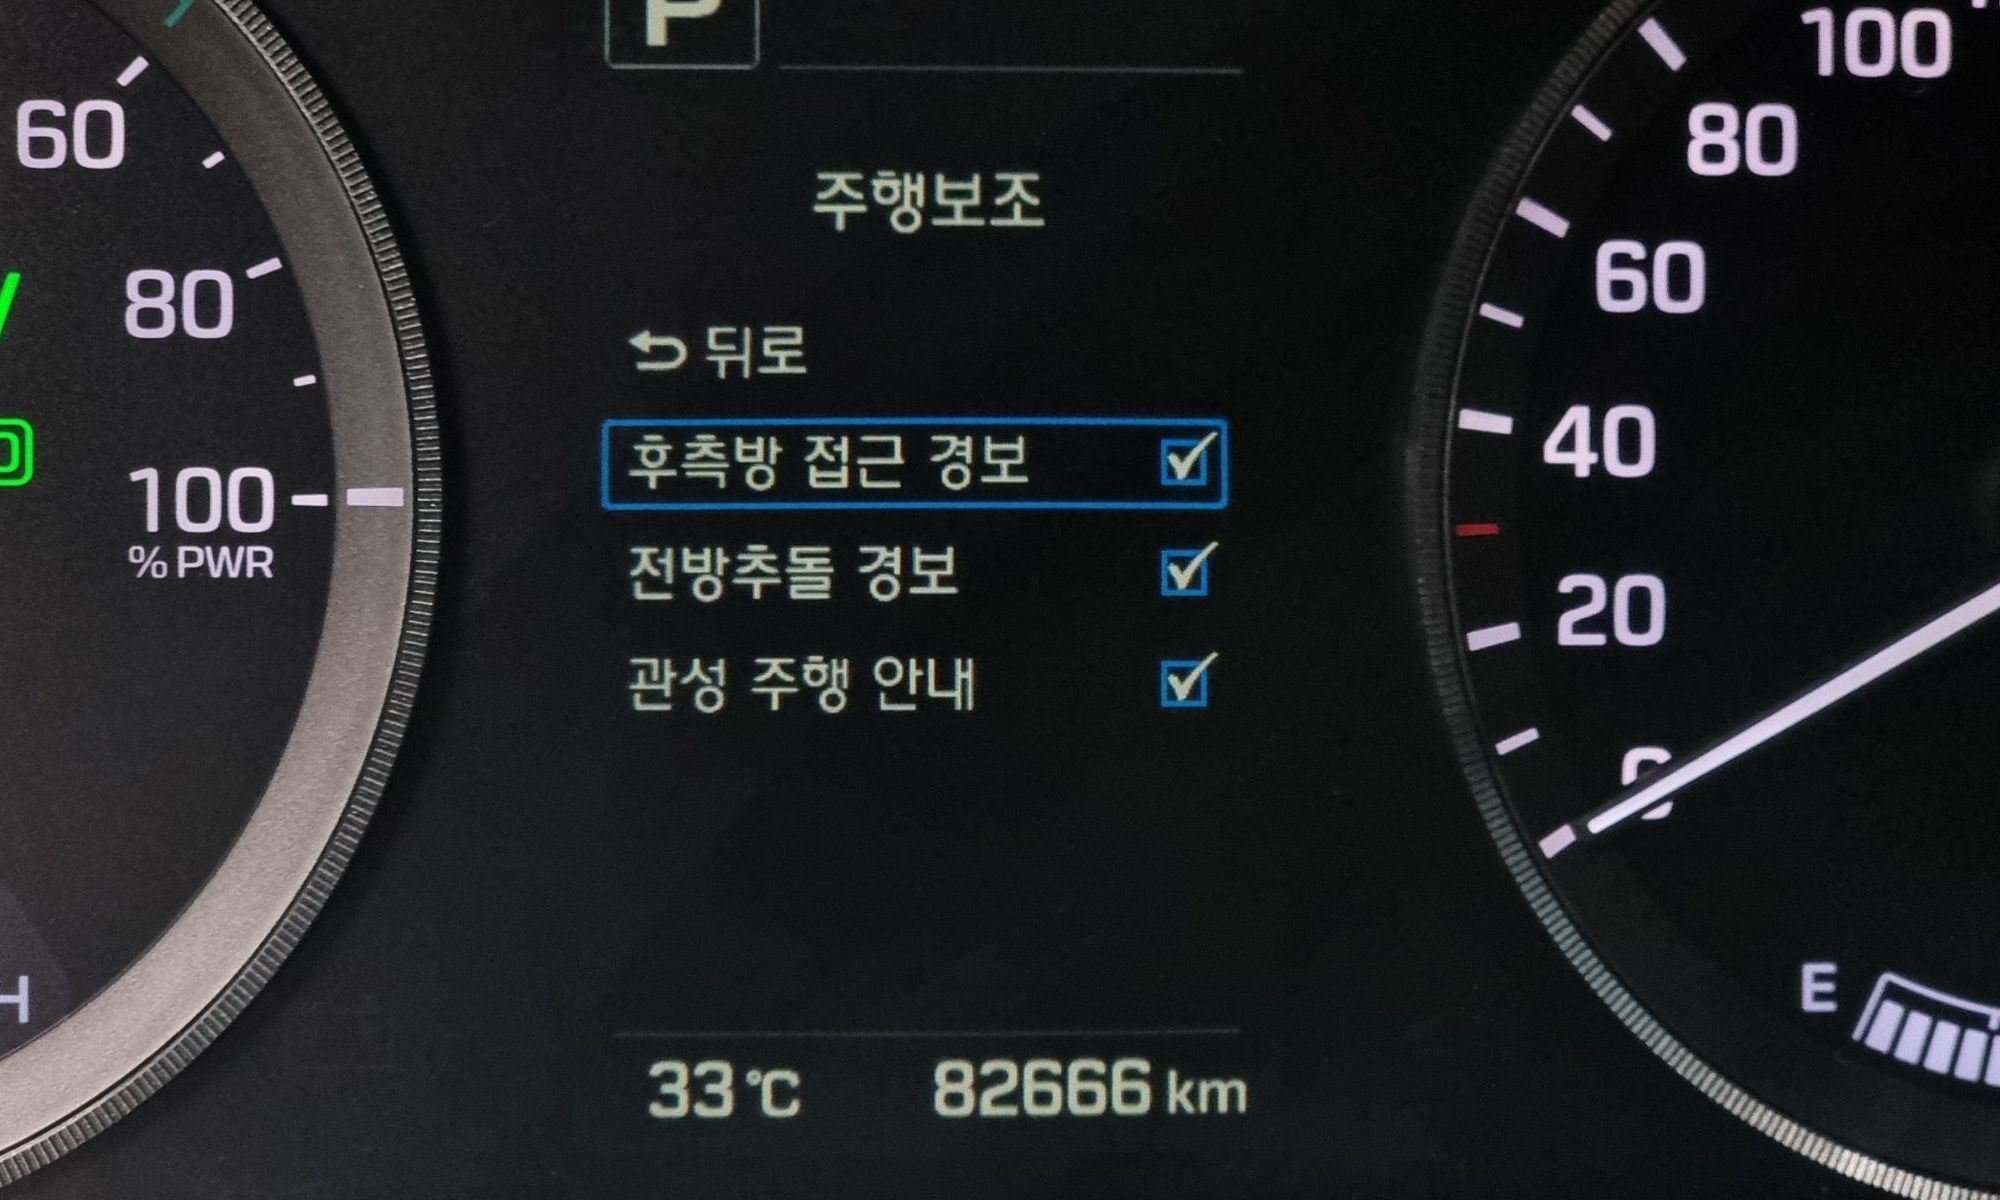 P
주행보조
뒤로
후측방 접근 경보
전방추돌 경보
관성 주행 안내
33℃ 82666 km
60
80
100
% PWR
H
100
80
60
40
20
0
E